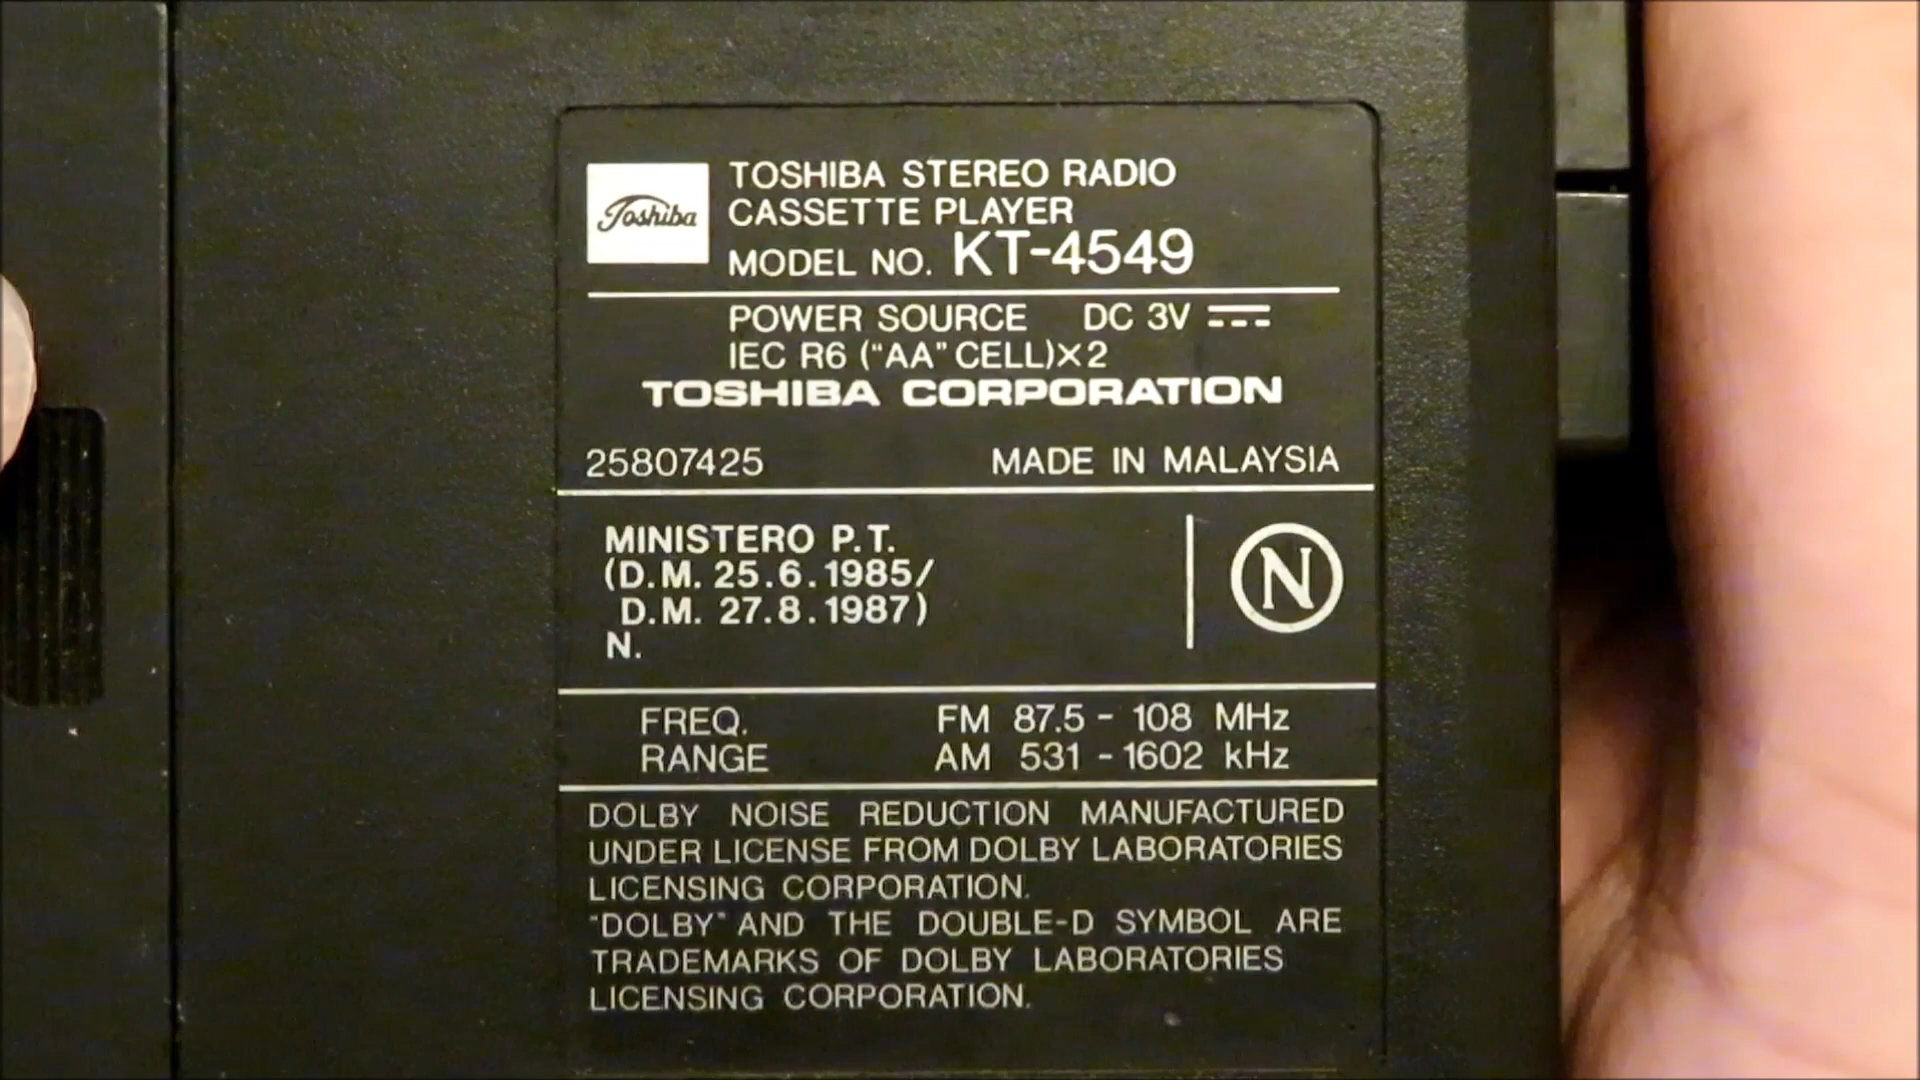 Toshiba
TOSHIBA STEREO RADIO
CASSETTE PLAYER
MODEL NO. KT-4549
POWER SOURCE DC 3V
IEC R6 (“AA” CELL)×2
TOSHIBA CORPORATION
25807425 MADE IN MALAYSIA
MINISTERO P.T.
(D.M. 25.6.1985/
D.M. 27.8.1987)
N.
N
FREQ. FM 87.5 - 108 MHz
RANGE AM 531 - 1602 kHz
DOLBY NOISE REDUCTION MANUFACTURED
UNDER LICENSE FROM DOLBY LABORATORIES
LICENSING CORPORATION.
“DOLBY” AND THE DOUBLE-D SYMBOL ARE
TRADEMARKS OF DOLBY LABORATORIES
LICENSING CORPORATION.